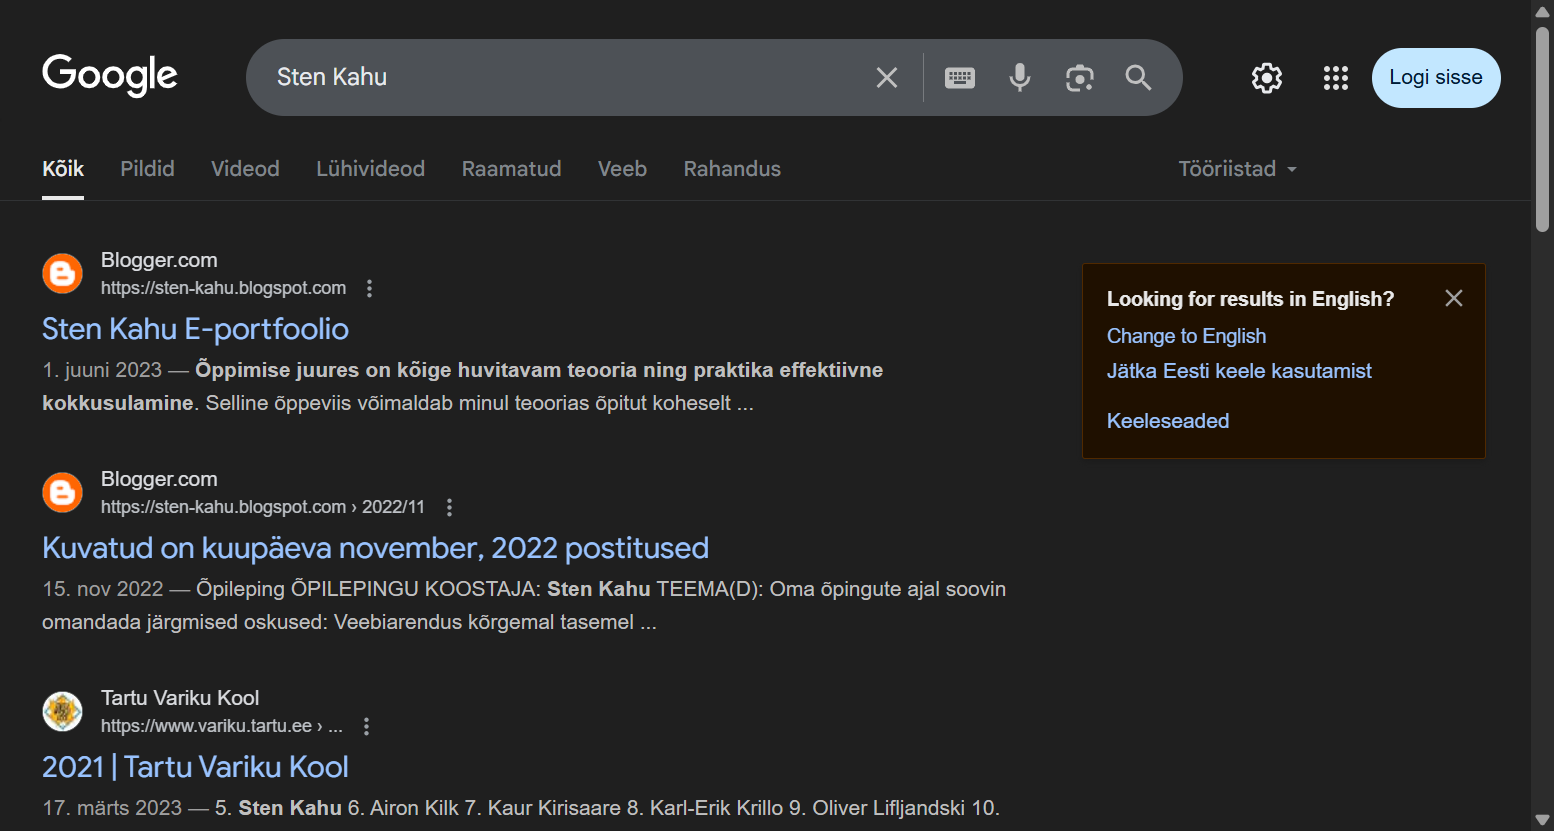 Google
Sten Kahu
Logi sisse
Kõik
Pildid
Videod
Lühivideod
Raamatud
Veeb
Rahandus
Tööriistad
Blogger.com
https://sten-kahu.blogspot.com
Sten Kahu E-portfoolio
1. juuni 2023 — Õppimise juures on kõige huvitavam teooria ning praktika effektiivne
kokkusulamine. Selline õppeviis võimaldab minul teoorias õpitut koheselt ...
Looking for results in English?
Change to English
Jätka Eesti keele kasutamist
Keeleseaded
Blogger.com
https://sten-kahu.blogspot.com › 2022/11
Kuvatud on kuupäeva november, 2022 postitused
15. nov 2022 — Õpileping ÕPILEPINGU KOOSTAJA: Sten Kahu TEEMA(D): Oma õpingute ajal soovin
omandada järgmised oskused: Veebiarendus kõrgemal tasemel ...
Tartu Variku Kool
https://www.variku.tartu.ee › ...
2021 | Tartu Variku Kool
17. märts 2023 — 5. Sten Kahu 6. Airon Kilk 7. Kaur Kirisaare 8. Karl-Erik Krillo 9. Oliver Lifljandski 10.